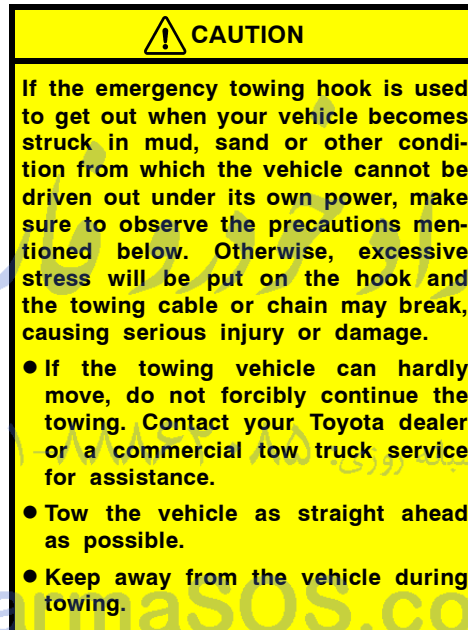 CAUTION
If the emergency towing hook is used
to get out when your vehicle becomes
struck in mud, sand or other condi-
tion from which the vehicle cannot be
driven out under its own power, make
sure to observe the precautions men-
tioned below. Otherwise, excessive
stress will be put on the hook and
the towing cable or chain may break,
causing serious injury or damage.
● If the towing vehicle can hardly
move, do not forcibly continue the
towing. Contact your Toyota dealer
or a commercial tow truck service
for assistance.
● Tow the vehicle as straight ahead
as possible.
● Keep away from the vehicle during
towing.
armaSOS.co